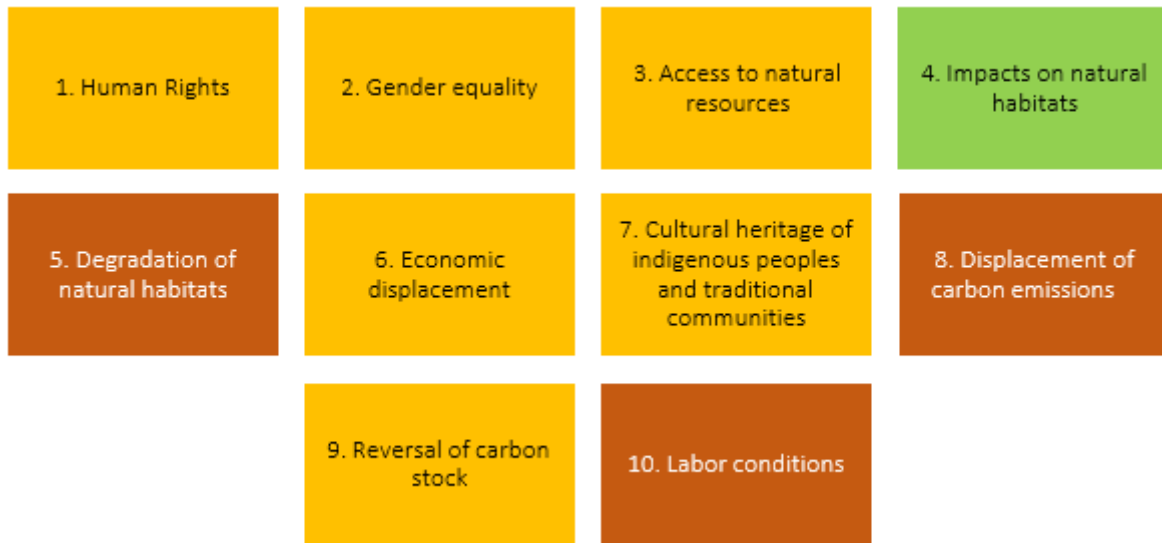 1. Human Rights
2. Gender equality
3. Access to natural
resources
4. Impacts on natural
habitats
5. Degradation of
natural habitats
6. Economic
displacement
7. Cultural heritage of
indigenous peoples
and traditional
communities
8. Displacement of
carbon emissions
9. Reversal of carbon
stock
10. Labor conditions